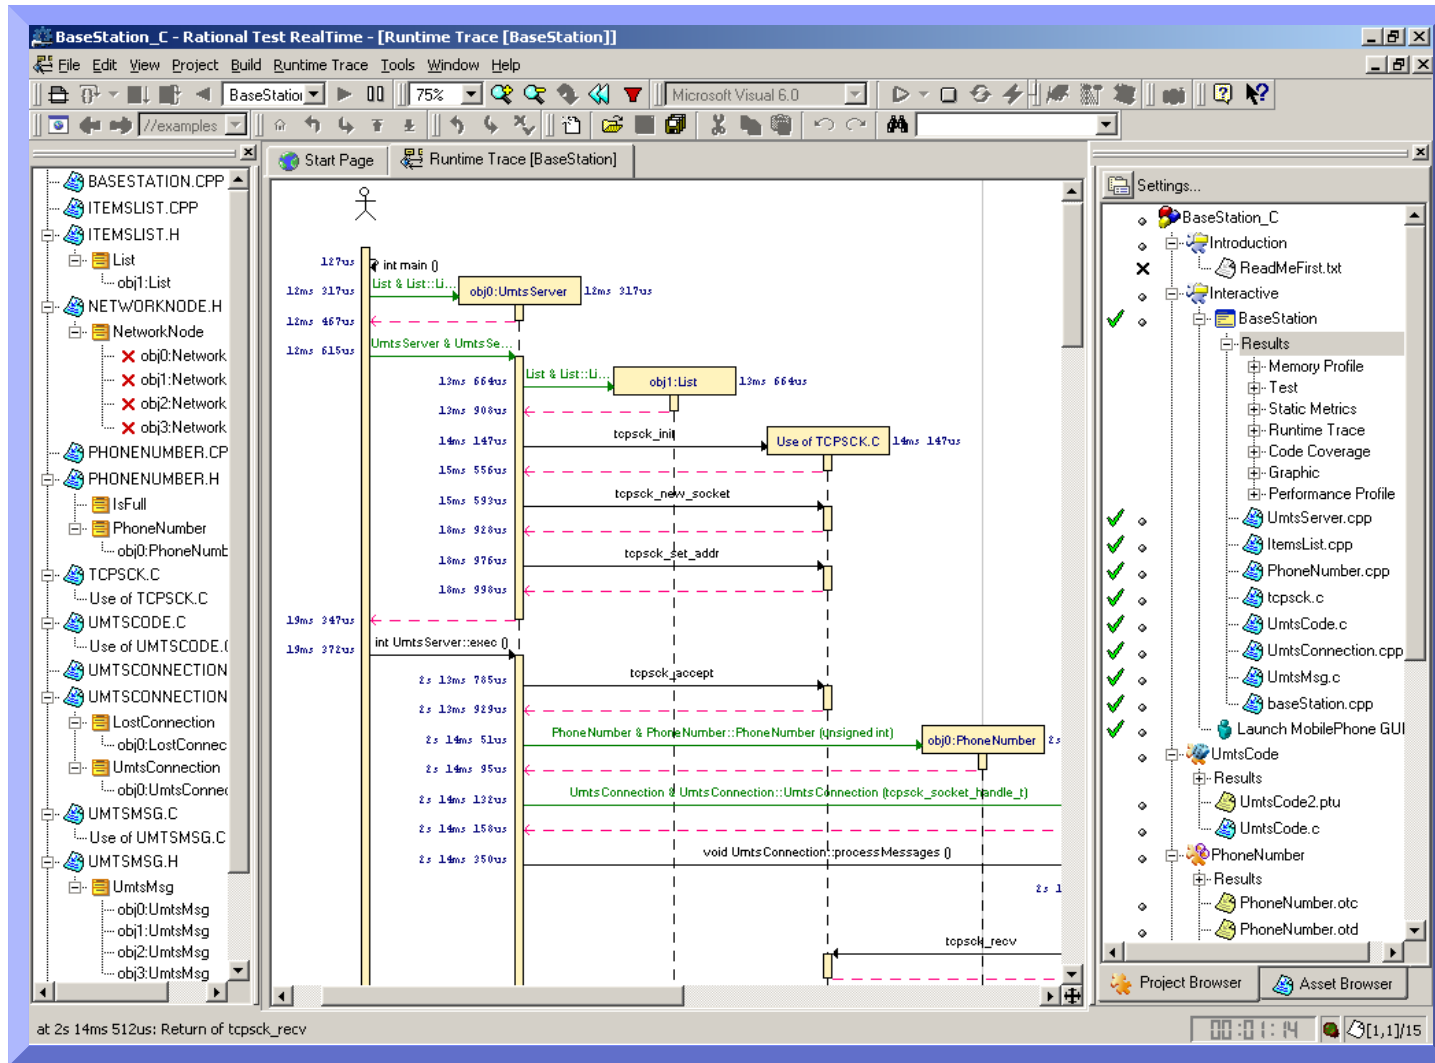 BaseStation_C - Rational Test RealTime - [Runtime Trace [BaseStation]]
File Edit View Project Build Runtime Trace Tools Window Help
BaseStation 75% Microsoft Visual 6.0
//examples
BASESTATION.CPP
ITEMSLIST.CPP
ITEMSLIST.H
List
obj1:List
NETWORKNODE.H
NetworkNode
obj0:Network
obj1:Network
obj2:Network
obj3:Network
PHONENUMBER.CP
PHONENUMBER.H
IsFull
PhoneNumber
obj0:PhoneNumb
TCPSCK.C
Use of TCPSCK.C
UMTSCODE.C
Use of UMTSCODE.(
UMTSCONNECTION
UMTSCONNECTION
LostConnection
obj0:LostConnec
UmtsConnection
obj0:UmtsConnec
UMTSMSG.C
Use of UMTSMSG.C
UMTSMSG.H
UmtsMsg
obj0:UmtsMsg
obj1:UmtsMsg
obj2:UmtsMsg
obj3:UmtsMsg
Start Page Runtime Trace [BaseStation]
127us int main ()
List & List::Li...
12ms 317us obj0:UmtsServer 12ms 317us
12ms 467us
UmtsServer & UmtsSe...
12ms 615us
List & List::Li...
13ms 664us obj1:List 13ms 664us
13ms 908us
tcpsck_init
14ms 147us Use of TCPSCK.C 14ms 147us
15ms 556us
tcpsck_new_socket
15ms 593us
18ms 928us
tcpsck_set_addr
18ms 976us
18ms 998us
19ms 347us
int UmtsServer::exec ()
19ms 372us
tcpsck_accept
2s 13ms 785us
2s 13ms 929us
PhoneNumber & PhoneNumber::PhoneNumber (unsigned int)
2s 14ms 51us obj0:PhoneNumber 2s
2s 14ms 95us
UmtsConnection & UmtsConnection::UmtsConnection (tcpsck_socket_handle_t)
2s 14ms 132us
2s 14ms 158us
void UmtsConnection::processMessages ()
2s 14ms 350us
2s 1
tcpsck_recv
Settings...
BaseStation_C
Introduction
ReadMeFirst.txt
Interactive
BaseStation
Results
Memory Profile
Test
Static Metrics
Runtime Trace
Code Coverage
Graphic
Performance Profile
UmtsServer.cpp
ItemsList.cpp
PhoneNumber.cpp
tcpsck.c
UmtsCode.c
UmtsConnection.cpp
UmtsMsg.c
baseStation.cpp
Launch MobilePhone GUI
UmtsCode
Results
UmtsCode2.ptu
UmtsCode.c
PhoneNumber
Results
PhoneNumber.otc
PhoneNumber.otd
Project Browser Asset Browser
at 2s 14ms 512us: Return of tcpsck_recv
00:01:14 [1,1]/15